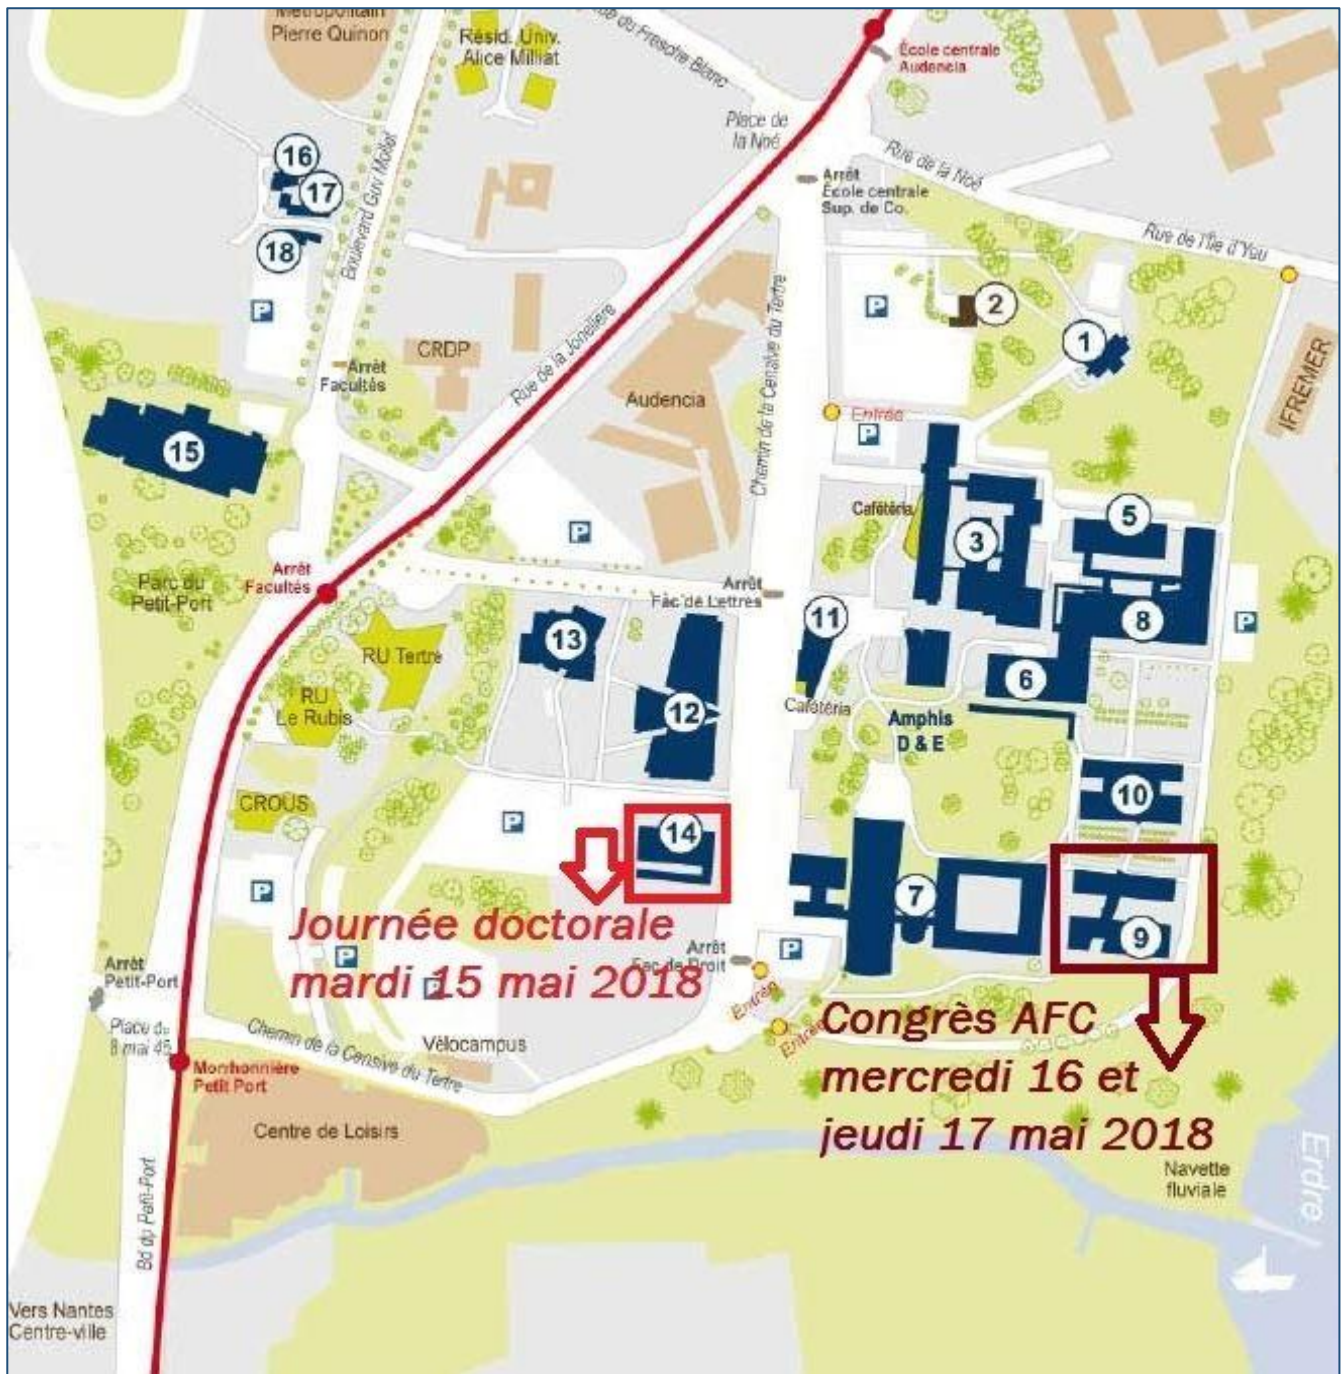 Métropolitain
Pierre Quinon
Résid. Univ.
Alice Milliat
rue du Fresche Blanc
École centrale
Audencia
Place de
la Noé
Rue de la Noé
Arrêt
École centrale
Sup. de Co.
Rue de l'Île d'Yeu
16
17
18
Boulevard Guy Mollet
P
P
2
1
IFREMER
CRDP
Arrêt
Facultés
Rue de la Jonelière
Audencia
Chemin de la Censive du Tertre
Entrée
P
15
Cafétéria
3
5
P
Arrêt
Facultés
Parc du
Petit-Port
Arrêt
Fac de Lettres
11
8
P
13
RU Tertre
RU
Le Rubis
6
12
Cafétéria
Amphis
D & E
10
CROUS
P
14
P
7
9
Journée doctorale
mardi 15 mai 2018
P
P
Arrêt
Fac de Droit
P
Entrée
Entrée
Arrêt
Petit-Port
Place du
8 mai 45
Chemin de la Censive du Tertre
Vélocampus
Congrès AFC
mercredi 16 et
jeudi 17 mai 2018
Morrhonnière
Petit Port
Centre de Loisirs
Bd du Petit-Port
Navette
fluviale
Erdre
Vers Nantes
Centre-ville